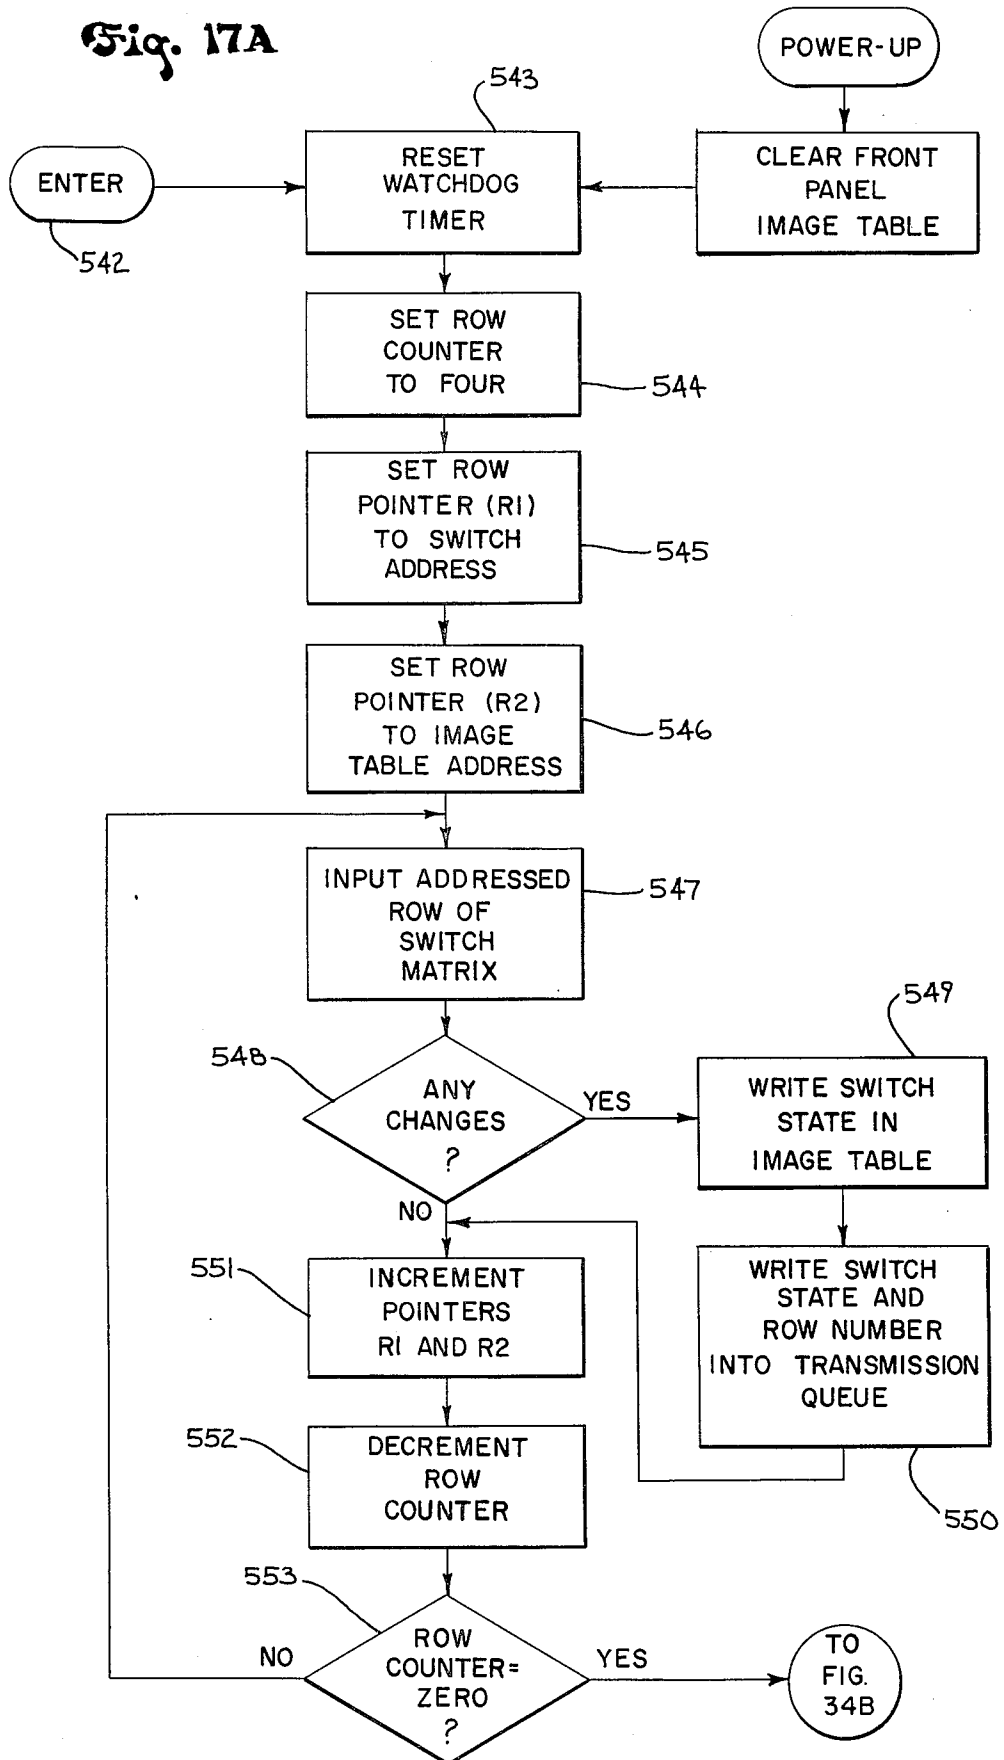 Fig. 17A
POWER-UP
543
ENTER
542
RESET
WATCHDOG
TIMER
CLEAR FRONT
PANEL
IMAGE TABLE
SET ROW
COUNTER
TO FOUR
544
SET ROW
POINTER (R1)
TO SWITCH
ADDRESS
545
SET ROW
POINTER (R2)
TO IMAGE
TABLE ADDRESS
546
INPUT ADDRESSED
ROW OF
SWITCH
MATRIX
547
548
ANY
CHANGES
?
YES
NO
549
WRITE SWITCH
STATE IN
IMAGE TABLE
WRITE SWITCH
STATE AND
ROW NUMBER
INTO TRANSMISSION
QUEUE
550
551
INCREMENT
POINTERS
R1 AND R2
552
DECREMENT
ROW
COUNTER
553
ROW
COUNTER=
ZERO
?
NO
YES
TO
FIG.
34B